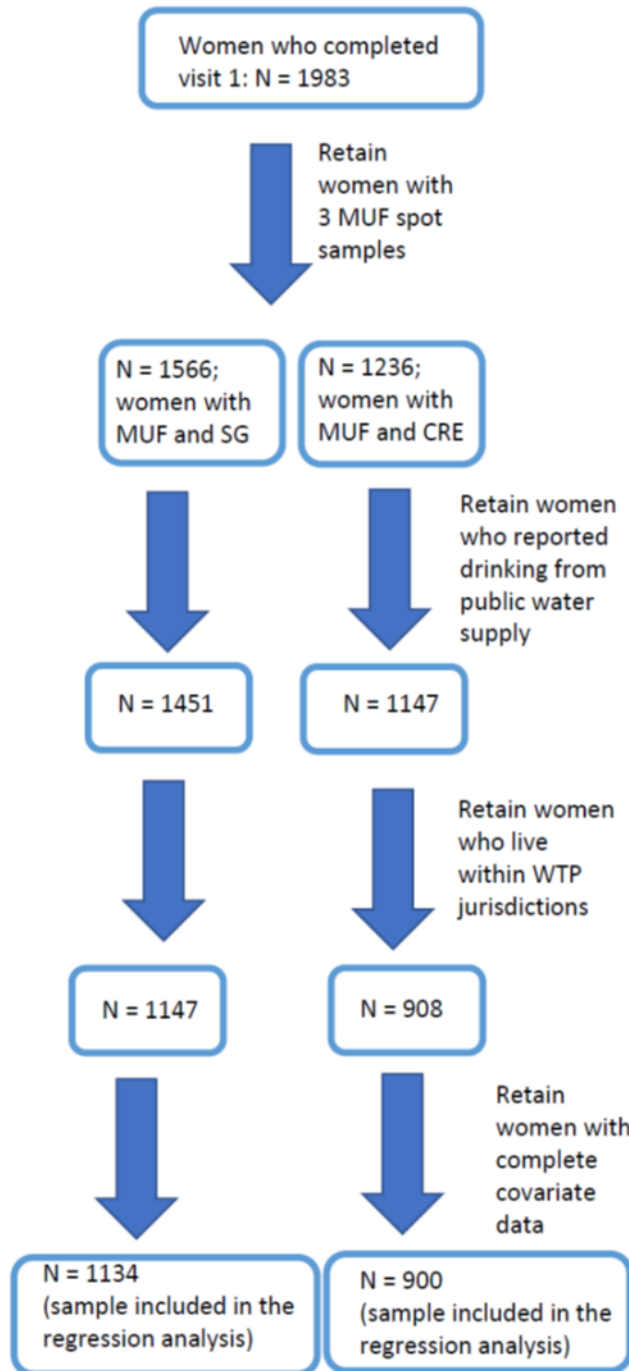 Women who completed
visit 1: N = 1983
Retain
women with
3 MUF spot
samples
N = 1566;
women with
MUF and SG
N = 1236;
women with
MUF and CRE
Retain women
who reported
drinking from
public water
supply
N = 1451
N = 1147
Retain women
who live
within WTP
jurisdictions
N = 1147
N = 908
Retain
women with
complete
covariate
data
N = 1134
(sample included in the
regression analysis)
N = 900
(sample included in the
regression analysis)